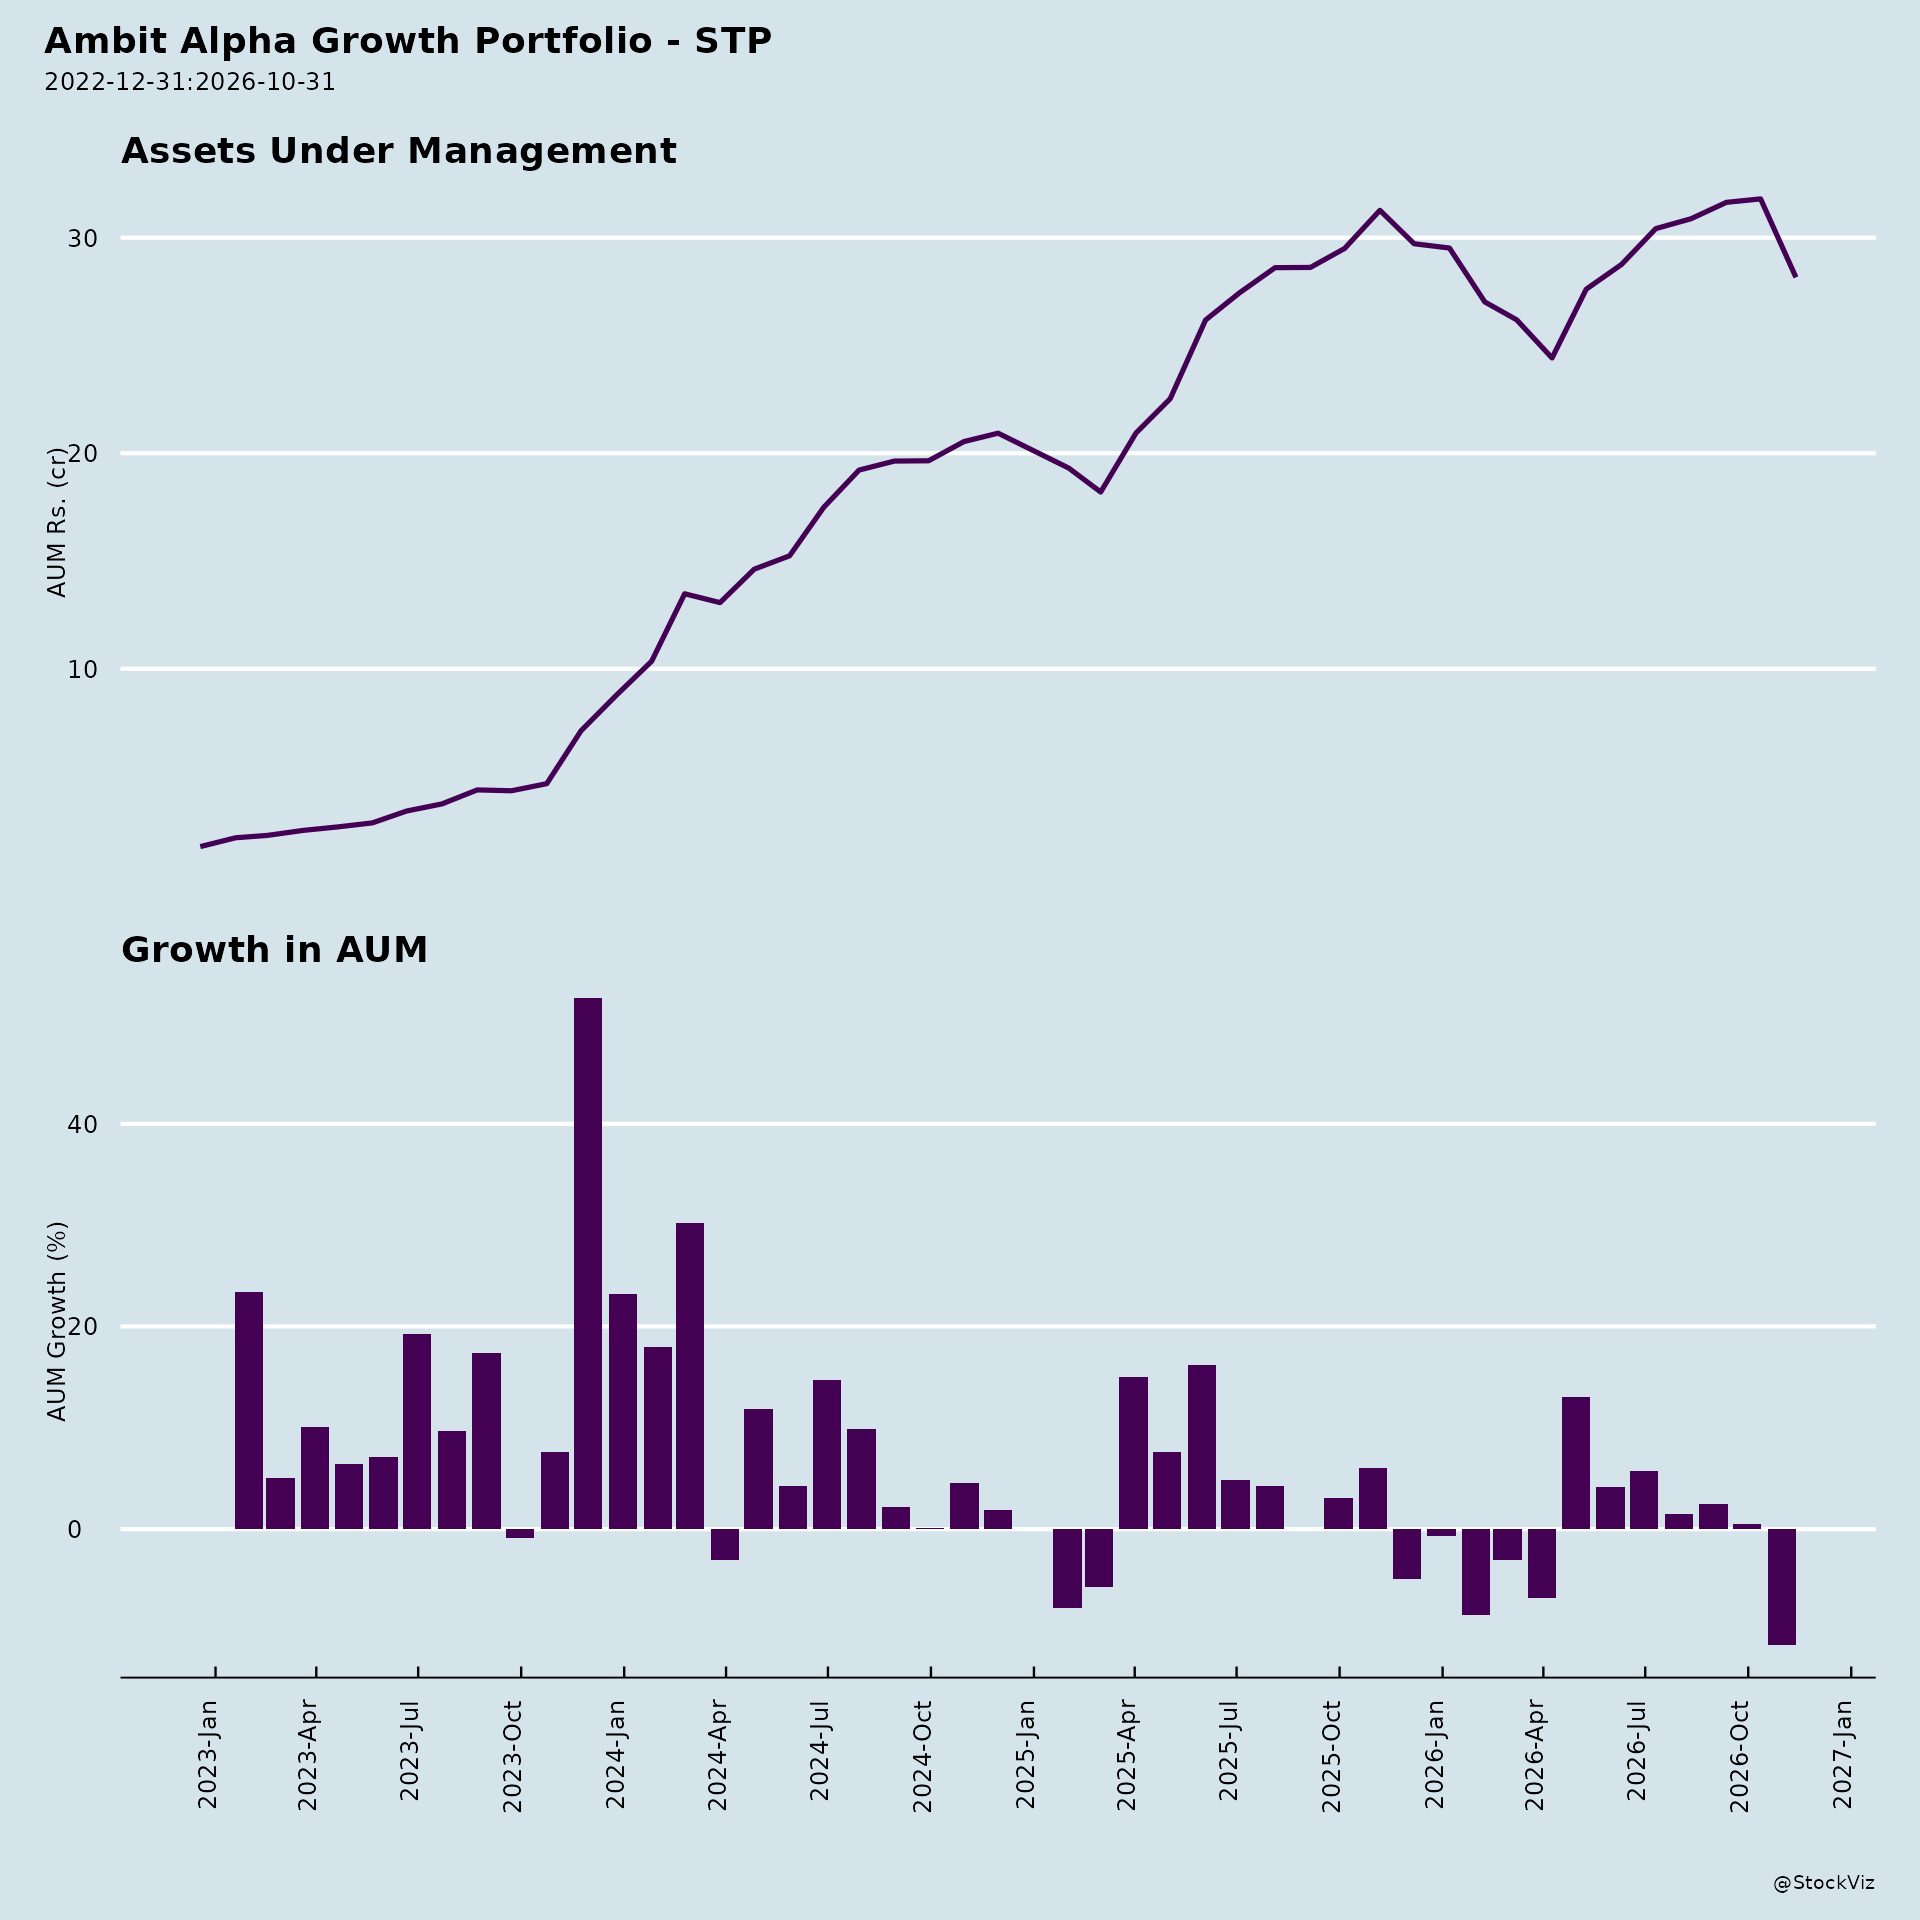 Ambit Alpha Growth Portfolio - STP
2022-12-31:2026-10-31
Assets Under Management
30
20
10
AUM Rs. (cr)
Growth in AUM
40
20
0
AUM Growth (%)
2023-Jan
2023-Apr
2023-Jul
2023-Oct
2024-Jan
2024-Apr
2024-Jul
2024-Oct
2025-Jan
2025-Apr
2025-Jul
2025-Oct
2026-Jan
2026-Apr
2026-Jul
2026-Oct
2027-Jan
@StockViz